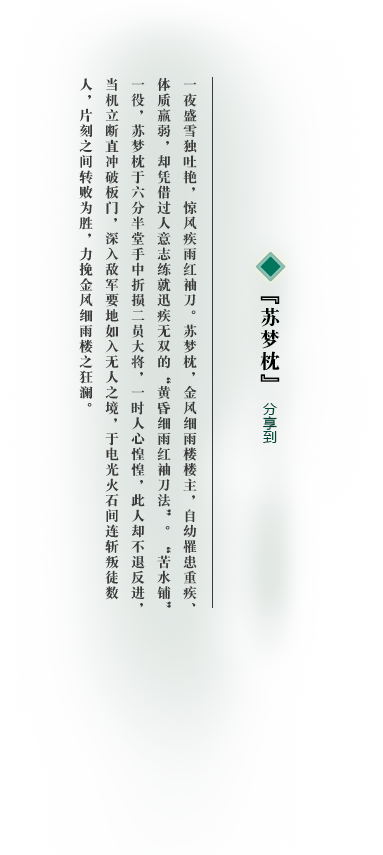 『苏梦枕』
分享到
一夜盛雪独吐艳，惊风疾雨红袖刀。苏梦枕，金风细雨楼楼主，自幼罹患重疾、
体质羸弱，却凭借过人意志练就迅疾无双的“黄昏细雨红袖刀法”。“苦水铺”
一役，苏梦枕于六分半堂手中折损二员大将，一时人心惶惶，此人却不退反进，
当机立断直冲破板门，深入敌军要地如入无人之境，于电光火石间连斩叛徒数
人，片刻之间转败为胜，力挽金风细雨楼之狂澜。